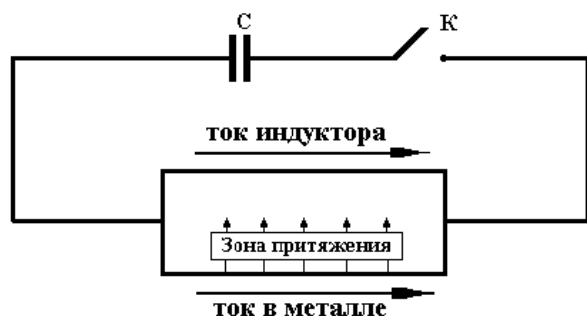 С
К
ток индуктора
Зона притяжения
ток в металле